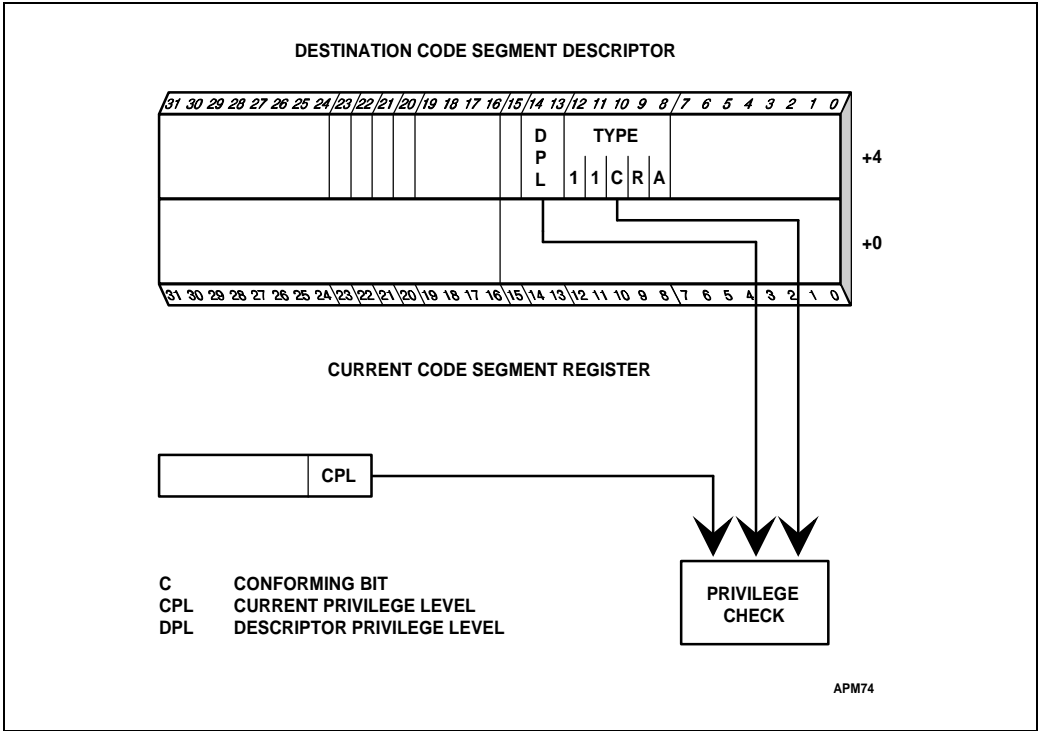 DESTINATION CODE SEGMENT DESCRIPTOR
31 30 29 28 27 26 25 24 23 22 21 20 19 18 17 16 15 14 13 12 11 10 9 8 7 6 5 4 3 2 1 0
D
P
L
TYPE
1 1 C R A
+4
+0
31 30 29 28 27 26 25 24 23 22 21 20 19 18 17 16 15 14 13 12 11 10 9 8 7 6 5 4 3 2 1 0
CURRENT CODE SEGMENT REGISTER
CPL
C CONFORMING BIT
CPL CURRENT PRIVILEGE LEVEL
DPL DESCRIPTOR PRIVILEGE LEVEL
PRIVILEGE
CHECK
APM74